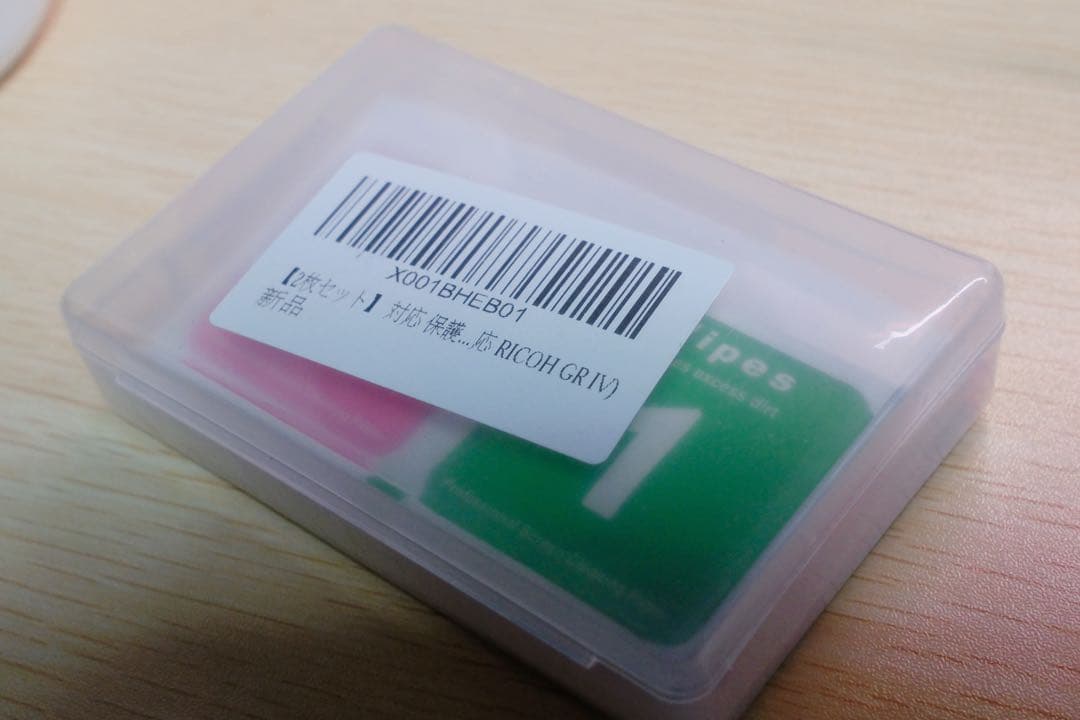 X001BHEB01
【2枚セット】 対応 保護...応 RICOH GR IV)
新品
ipes
excess dirt
1